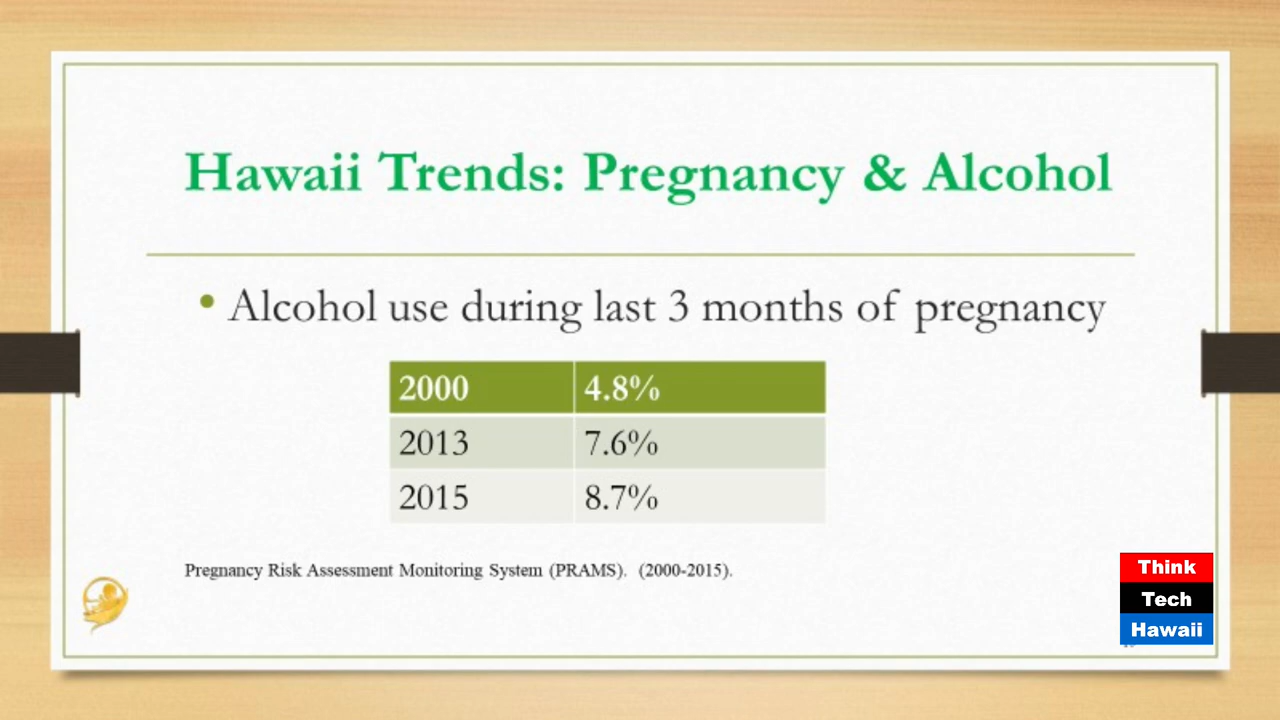 Hawaii Trends: Pregnancy & Alcohol
• Alcohol use during last 3 months of pregnancy
2000 4.8%
2013 7.6%
2015 8.7%
Pregnancy Risk Assessment Monitoring System (PRAMS). (2000-2015).
Think
Tech
Hawaii